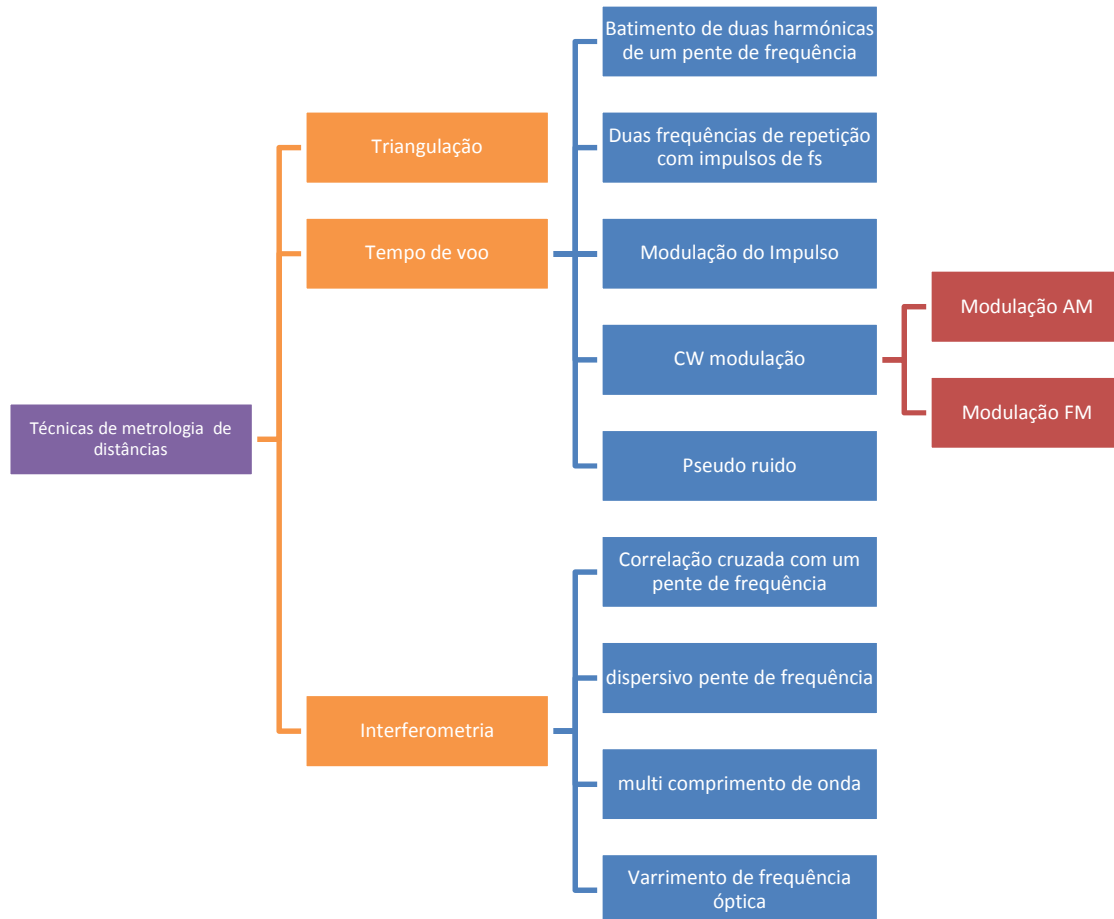 Técnicas de metrologia de
distâncias
Triangulação
Tempo de voo
Batimento de duas harmónicas
de um pente de frequência
Duas frequências de repetição
com impulsos de fs
Modulação do Impulso
CW modulação
Modulação AM
Modulação FM
Pseudo ruido
Interferometria
Correlação cruzada com um
pente de frequência
dispersivo pente de frequência
multi comprimento de onda
Varrimento de frequência
óptica